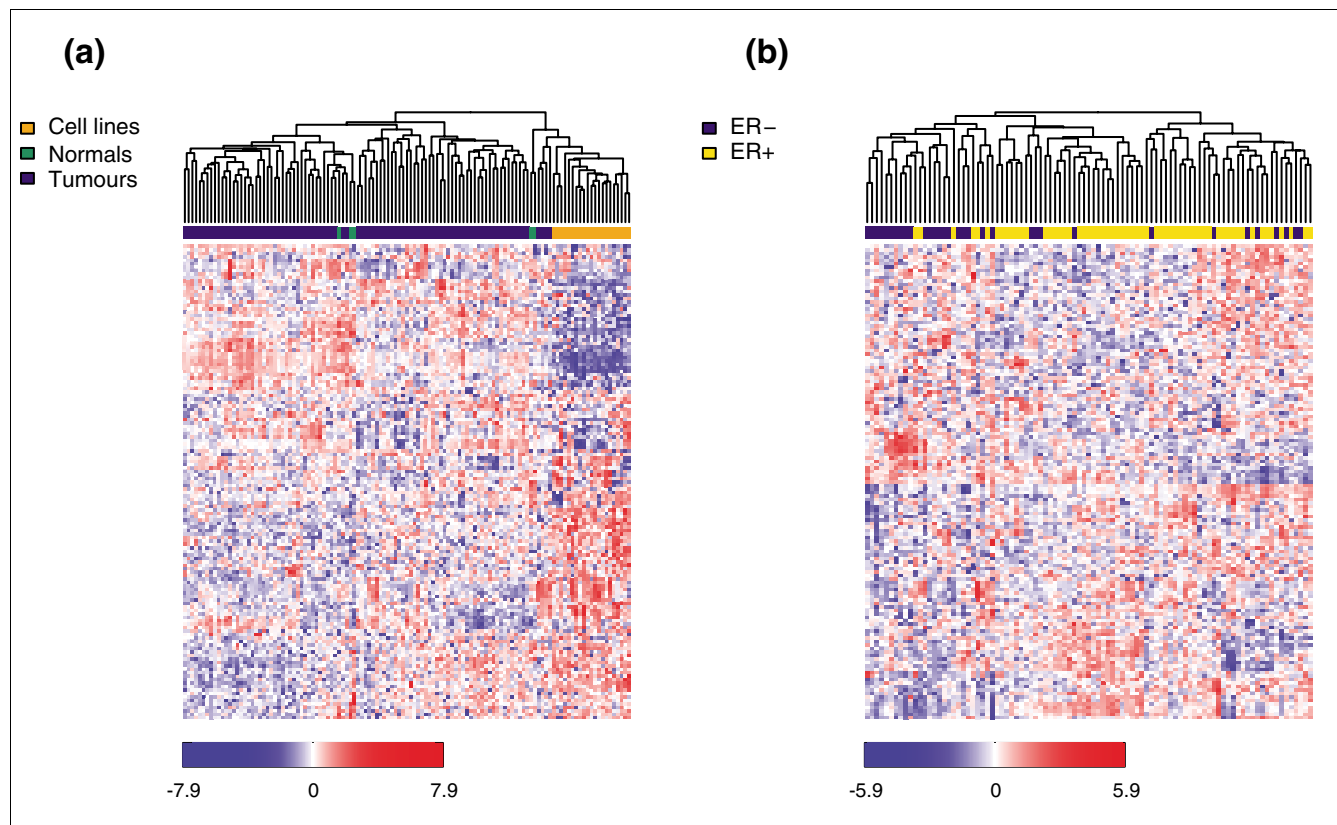 (a)
Cell lines
Normals
Tumours
-7.9 0 7.9
(b)
ER−
ER+
-5.9 0 5.9